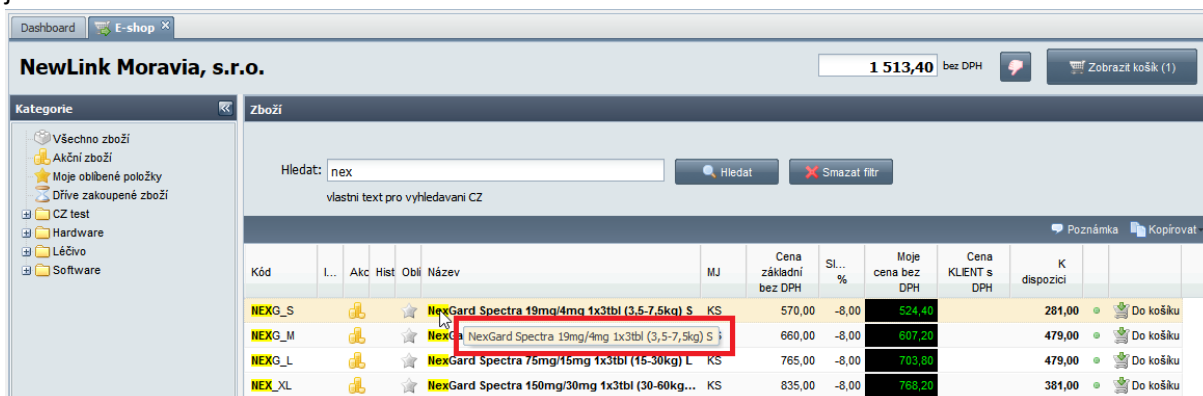 Dashboard E-shop
NewLink Moravia, s.r.o.
1 513,40 bez DPH Zobrazit košík (1)
Kategorie
Všechno zboží
Akční zboží
Moje oblíbené položky
Dříve zakoupené zboží
CZ test
Hardware
Léčivo
Software
Zboží
Hledat: nex Hledat Smazat filtr
vlastni text pro vyhledavani CZ
Poznámka Kopírovat
Kód I... Akc Hist Obli Název MJ Cena základní bez DPH Sl... % Moje cena bez DPH Cena KLIENT s DPH K dispozici
NEXG_S NexGard Spectra 19mg/4mg 1x3tbl (3,5-7,5kg) S KS 570,00 -8,00 524,40 281,00 Do košíku
NEXG_M NexGa KS 660,00 -8,00 607,20 479,00 Do košíku
NexGard Spectra 19mg/4mg 1x3tbl (3,5-7,5kg) S
NEXG_L NexGard Spectra 75mg/15mg 1x3tbl (15-30kg) L KS 765,00 -8,00 703,80 479,00 Do košíku
NEX_XL NexGard Spectra 150mg/30mg 1x3tbl (30-60kg... KS 835,00 -8,00 768,20 381,00 Do košíku